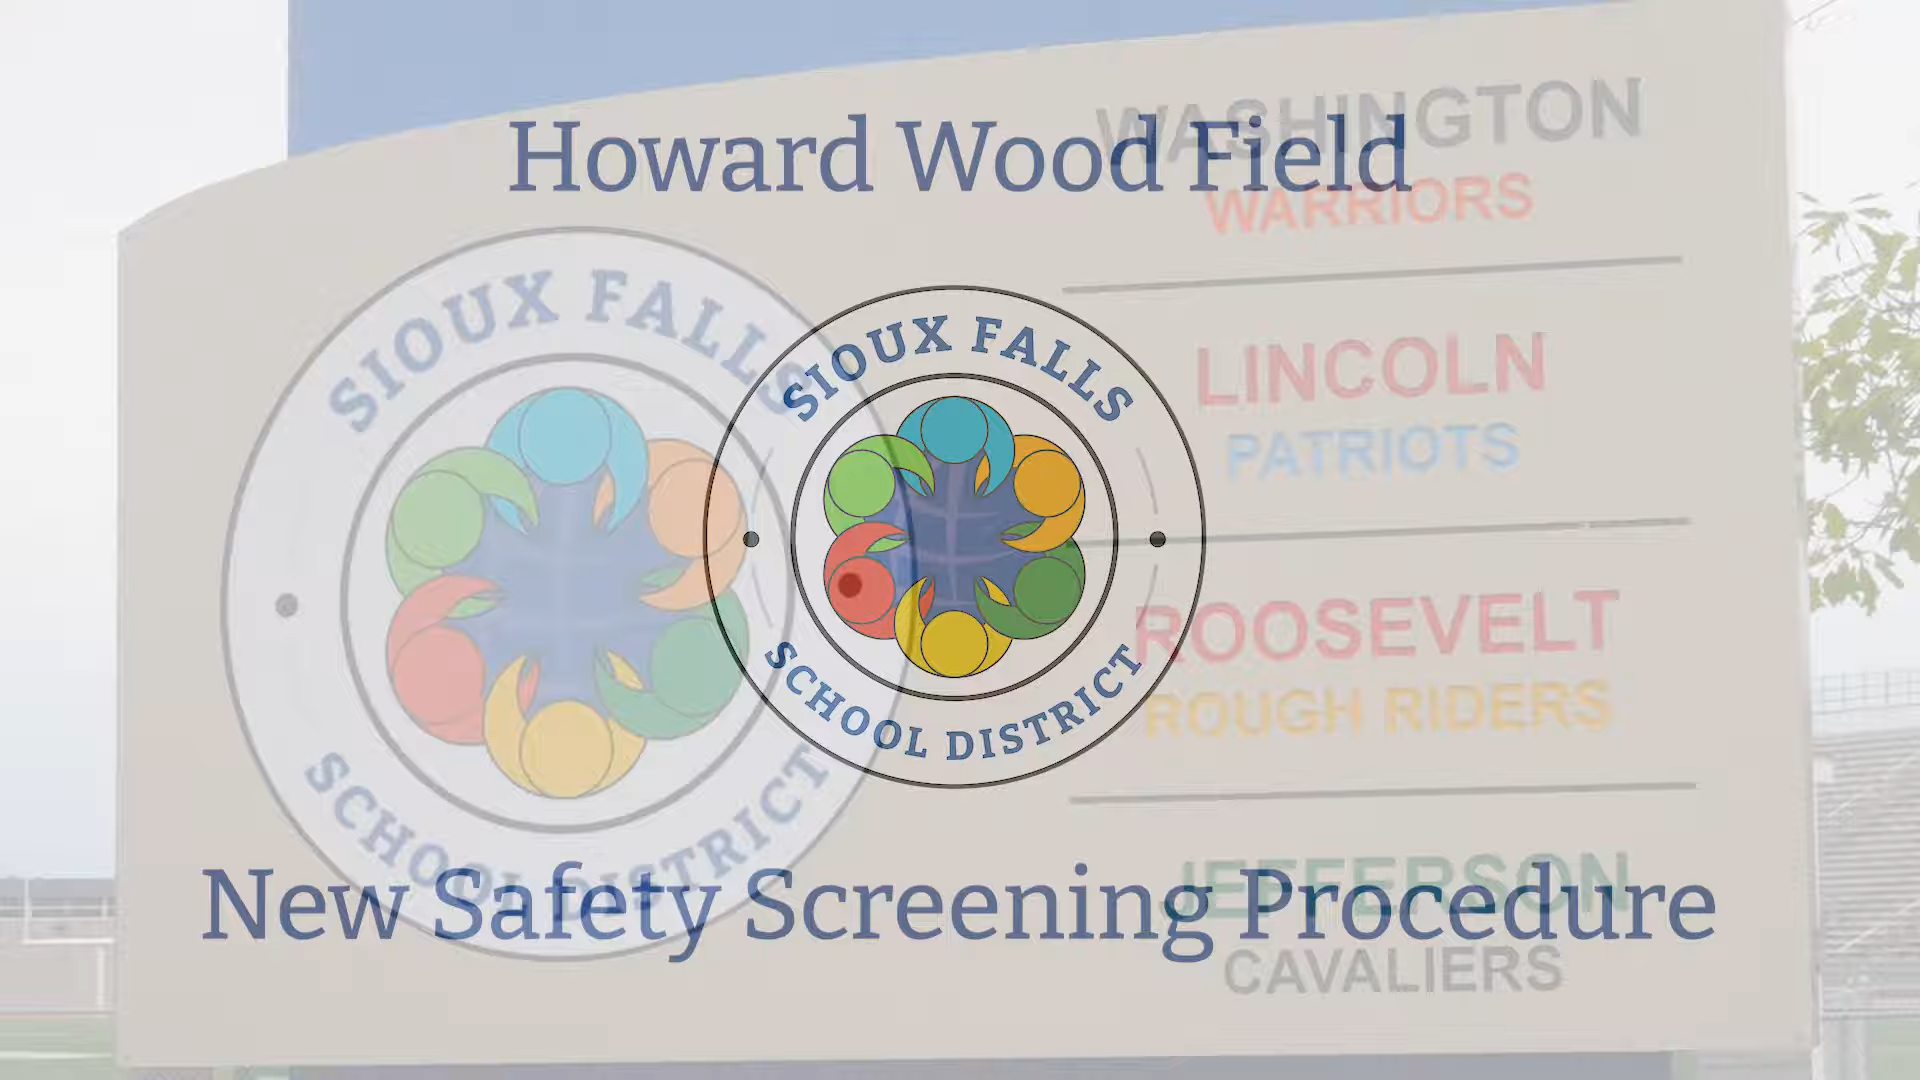 Howard Wood Field
WASHINGTON
WARRIORS
SIOUX FALLS
SCHOOL DISTRICT
SIOUX FALLS
SCHOOL DISTRICT
LINCOLN
PATRIOTS
ROOSEVELT
ROUGH RIDERS
JEFFERSON
CAVALIERS
New Safety Screening Procedure